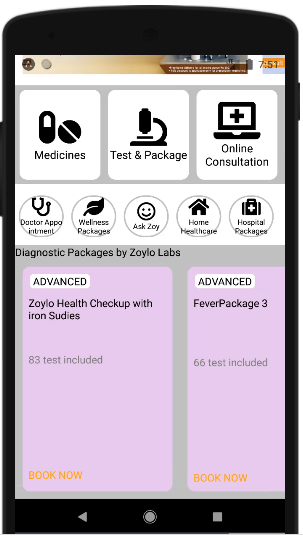 7:51
Medicines
Test & Package
Online
Consultation
Doctor Appo
intment
Wellness
Packages
Ask Zoy
Home
Healthcare
Hospital
Packages
Diagnostic Packages by Zoylo Labs
ADVANCED
Zoylo Health Checkup with
iron Sudies
83 test included
BOOK NOW
ADVANCED
FeverPackage 3
66 test included
BOOK NOW